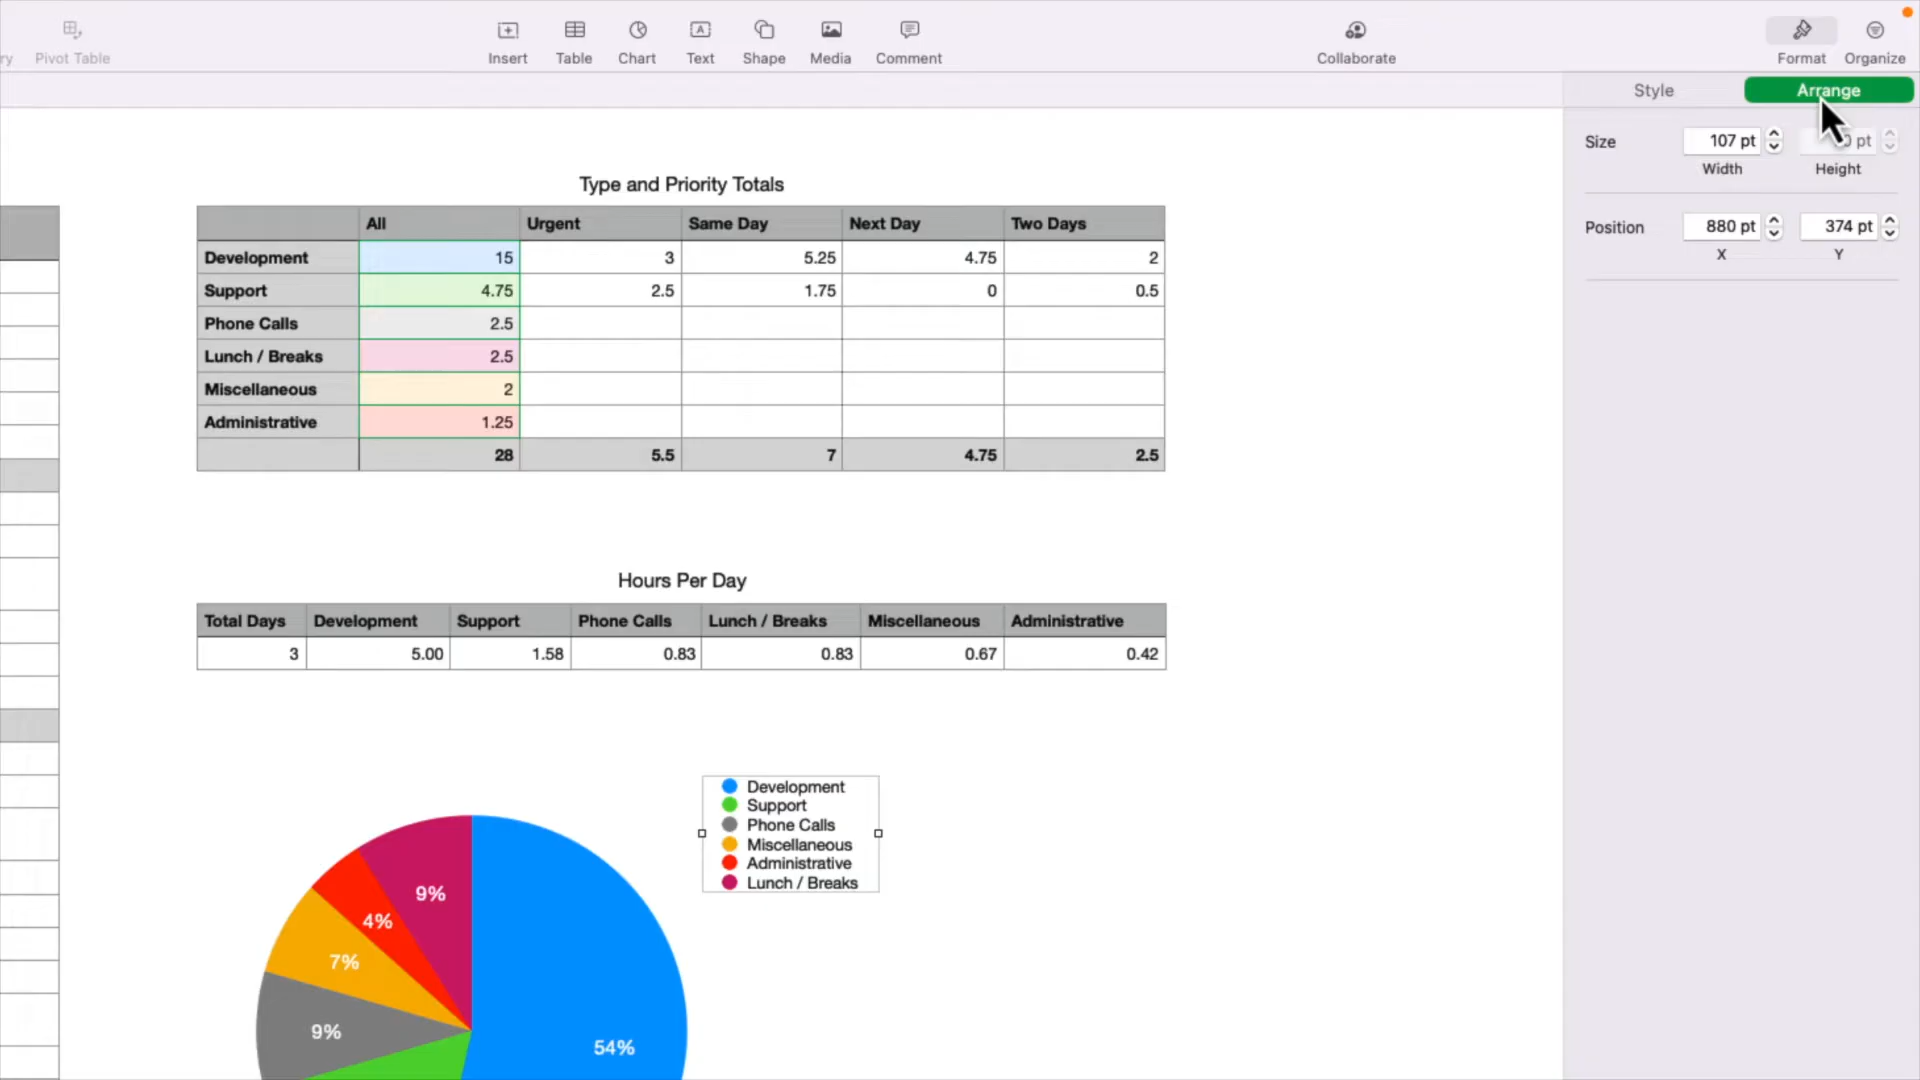 ry Pivot Table Insert Table Chart Text Shape Media Comment Collaborate Format Organize
Style Arrange
Size 107 pt pt
Width Height
Position 880 pt 374 pt
X Y
Type and Priority Totals
All Urgent Same Day Next Day Two Days
Development 15 3 5.25 4.75 2
Support 4.75 2.5 1.75 0 0.5
Phone Calls 2.5
Lunch / Breaks 2.5
Miscellaneous 2
Administrative 1.25
28 5.5 7 4.75 2.5
Hours Per Day
Total Days Development Support Phone Calls Lunch / Breaks Miscellaneous Administrative
3 5.00 1.58 0.83 0.83 0.67 0.42
Development
Support
Phone Calls
Miscellaneous
Administrative
Lunch / Breaks
9%
4%
7%
9%
54%